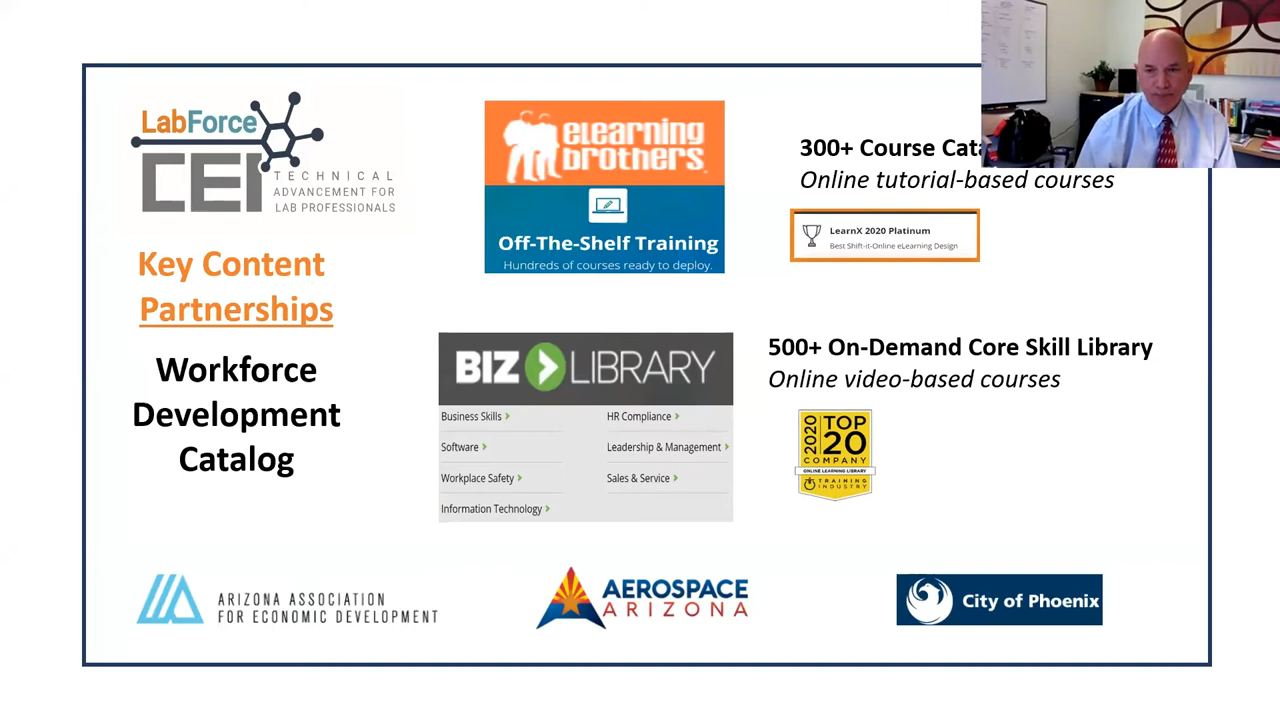 LabForce
CEI
TECHNICAL
ADVANCEMENT FOR
LAB PROFESSIONALS
Key Content
Partnerships
Workforce
Development
Catalog
eLearning
brothers
Off-The-Shelf Training
Hundreds of courses ready to deploy.
300+ Course Cata
Online tutorial-based courses
LearnX 2020 Platinum
Best Shift-it-Online eLearning Design
BIZ LIBRARY
Business Skills
HR Compliance
Software
Leadership & Management
Workplace Safety
Sales & Service
Information Technology
500+ On-Demand Core Skill Library
Online video-based courses
2020
TOP
20
COMPANY
ONLINE LEARNING LIBRARY
TRAINING
INDUSTRY
ARIZONA ASSOCIATION
FOR ECONOMIC DEVELOPMENT
AEROSPACE
ARIZONA
City of Phoenix